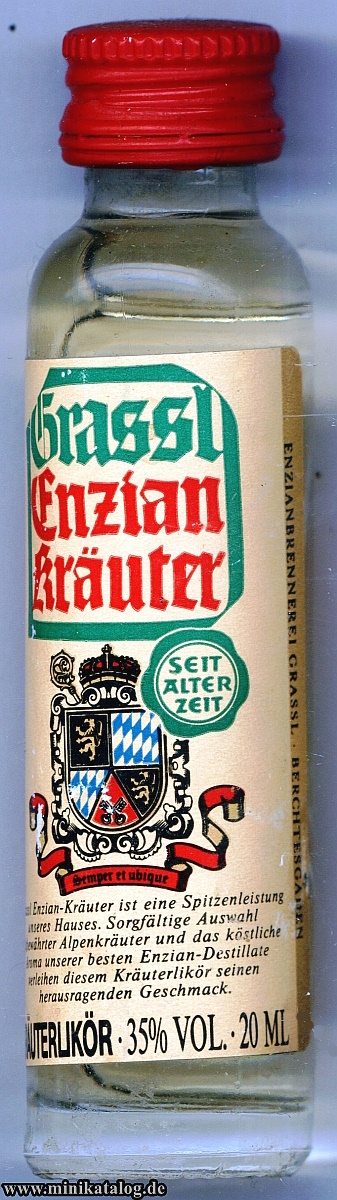 Grassl
Enzian
Kräuter
SEIT
ALTER
ZEIT
ENZIANBRENNEREI GRASSL · BERCHTESGADEN
Semper et ubique
Enzian-Kräuter ist eine Spitzenleistung
unseres Hauses. Sorgfältige Auswahl
bewährter Alpenkräuter und das köstliche
unserer besten Enzian-Destillate
verleihen diesem Kräuterlikör seinen
herausragenden Geschmack.
KRÄUTERLIKÖR · 35% VOL. · 20 ML
www.minikatalog.de